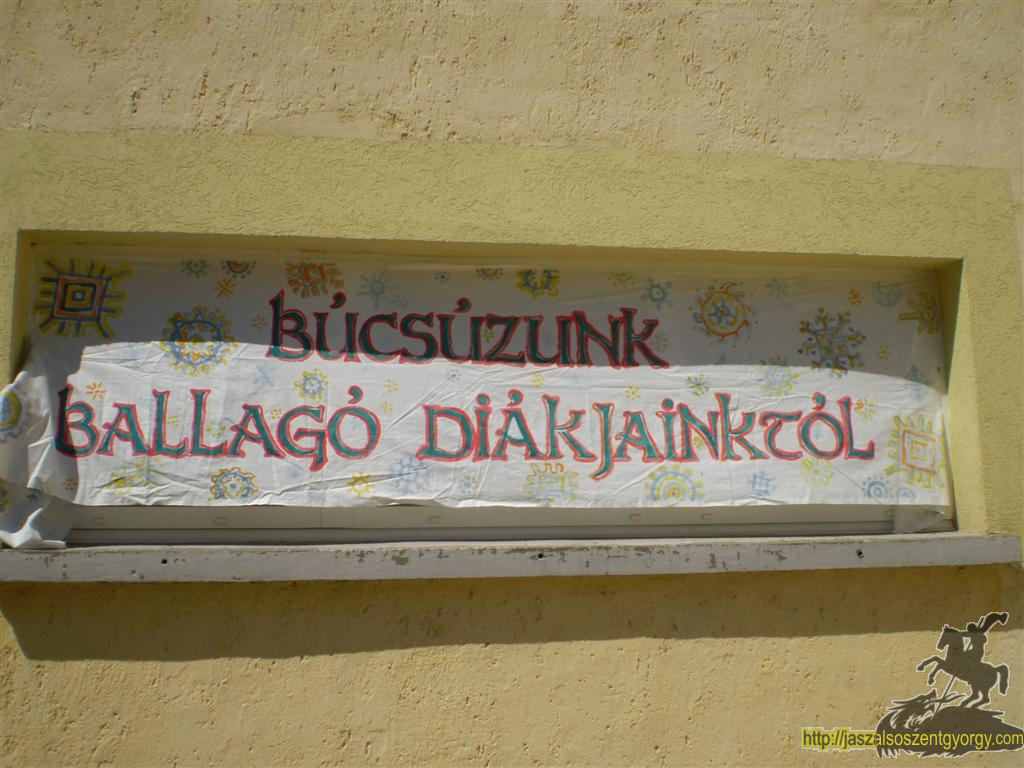 BÚCSÚZUNK
BALLAGÓ DIÁKJAINKTÓL
http://jaszalsoszentgyorgy.com